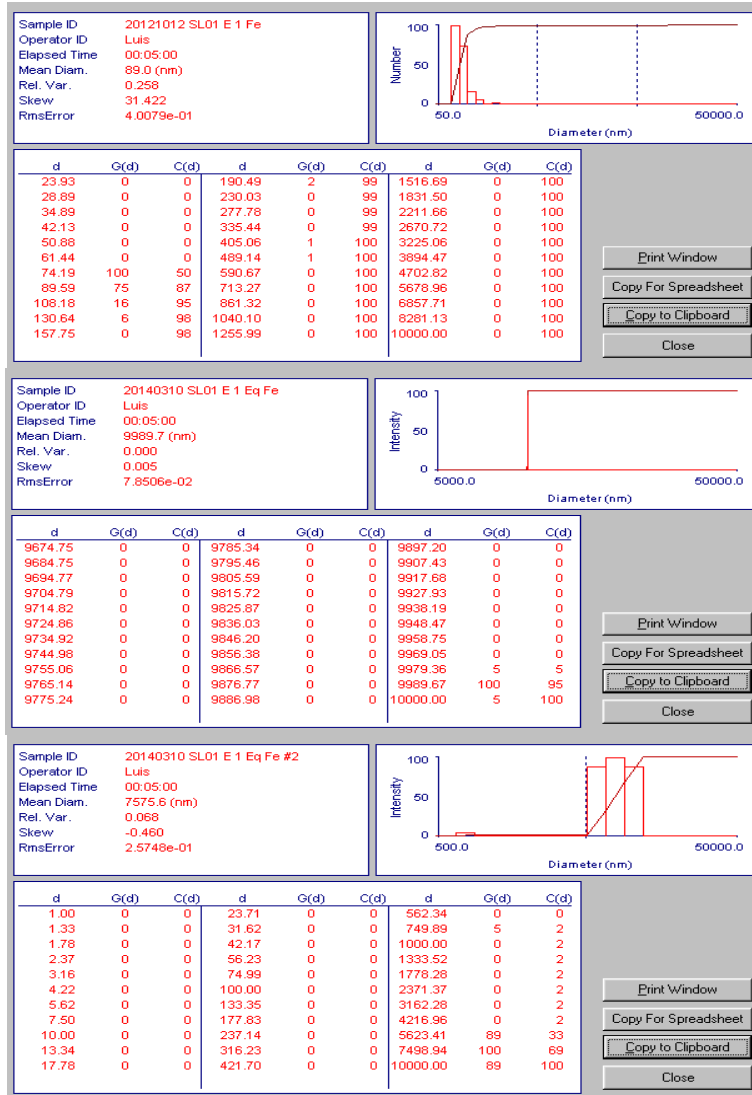 Sample ID 20121012 SL01 E 1 Fe
Operator ID Luis
Elapsed Time 00:05:00
Mean Diam. 89.0 (nm)
Rel. Var. 0.258
Skew 31.422
RmsError 4.0079e-01
Number
100
50
0
50.0 50000.0
Diameter (nm)
d G(d) C(d) d G(d) C(d) d G(d) C(d)
23.93 0 0 190.49 2 99 1516.69 0 100
28.89 0 0 230.03 0 99 1831.50 0 100
34.89 0 0 277.78 0 99 2211.66 0 100
42.13 0 0 335.44 0 99 2670.72 0 100
50.88 0 0 405.06 1 100 3225.06 0 100
61.44 0 0 489.14 1 100 3894.47 0 100
74.19 100 50 590.67 0 100 4702.82 0 100
89.59 75 87 713.27 0 100 5678.96 0 100
108.18 16 95 861.32 0 100 6857.71 0 100
130.64 6 98 1040.10 0 100 8281.13 0 100
157.75 0 98 1255.99 0 100 10000.00 0 100
Print Window
Copy For Spreadsheet
Copy to Clipboard
Close
Sample ID 20140310 SL01 E 1 Eq Fe
Operator ID Luis
Elapsed Time 00:05:00
Mean Diam. 9989.7 (nm)
Rel. Var. 0.000
Skew 0.005
RmsError 7.8506e-02
Intensity
100
50
0
5000.0 50000.0
Diameter (nm)
d G(d) C(d) d G(d) C(d) d G(d) C(d)
9674.75 0 0 9785.34 0 0 9897.20 0 0
9684.75 0 0 9795.46 0 0 9907.43 0 0
9694.77 0 0 9805.59 0 0 9917.68 0 0
9704.79 0 0 9815.72 0 0 9927.93 0 0
9714.82 0 0 9825.87 0 0 9938.19 0 0
9724.86 0 0 9836.03 0 0 9948.47 0 0
9734.92 0 0 9846.20 0 0 9958.75 0 0
9744.98 0 0 9856.38 0 0 9969.05 0 0
9755.06 0 0 9866.57 0 0 9979.36 5 5
9765.14 0 0 9876.77 0 0 9989.67 100 95
9775.24 0 0 9886.98 0 0 10000.00 5 100
Print Window
Copy For Spreadsheet
Copy to Clipboard
Close
Sample ID 20140310 SL01 E 1 Eq Fe #2
Operator ID Luis
Elapsed Time 00:05:00
Mean Diam. 7575.6 (nm)
Rel. Var. 0.068
Skew -0.460
RmsError 2.5748e-01
Intensity
100
50
0
500.0 50000.0
Diameter (nm)
d G(d) C(d) d G(d) C(d) d G(d) C(d)
1.00 0 0 23.71 0 0 562.34 0 0
1.33 0 0 31.62 0 0 749.89 5 2
1.78 0 0 42.17 0 0 1000.00 0 2
2.37 0 0 56.23 0 0 1333.52 0 2
3.16 0 0 74.99 0 0 1778.28 0 2
4.22 0 0 100.00 0 0 2371.37 0 2
5.62 0 0 133.35 0 0 3162.28 0 2
7.50 0 0 177.83 0 0 4216.96 0 2
10.00 0 0 237.14 0 0 5623.41 89 33
13.34 0 0 316.23 0 0 7498.94 100 69
17.78 0 0 421.70 0 0 10000.00 89 100
Print Window
Copy For Spreadsheet
Copy to Clipboard
Close